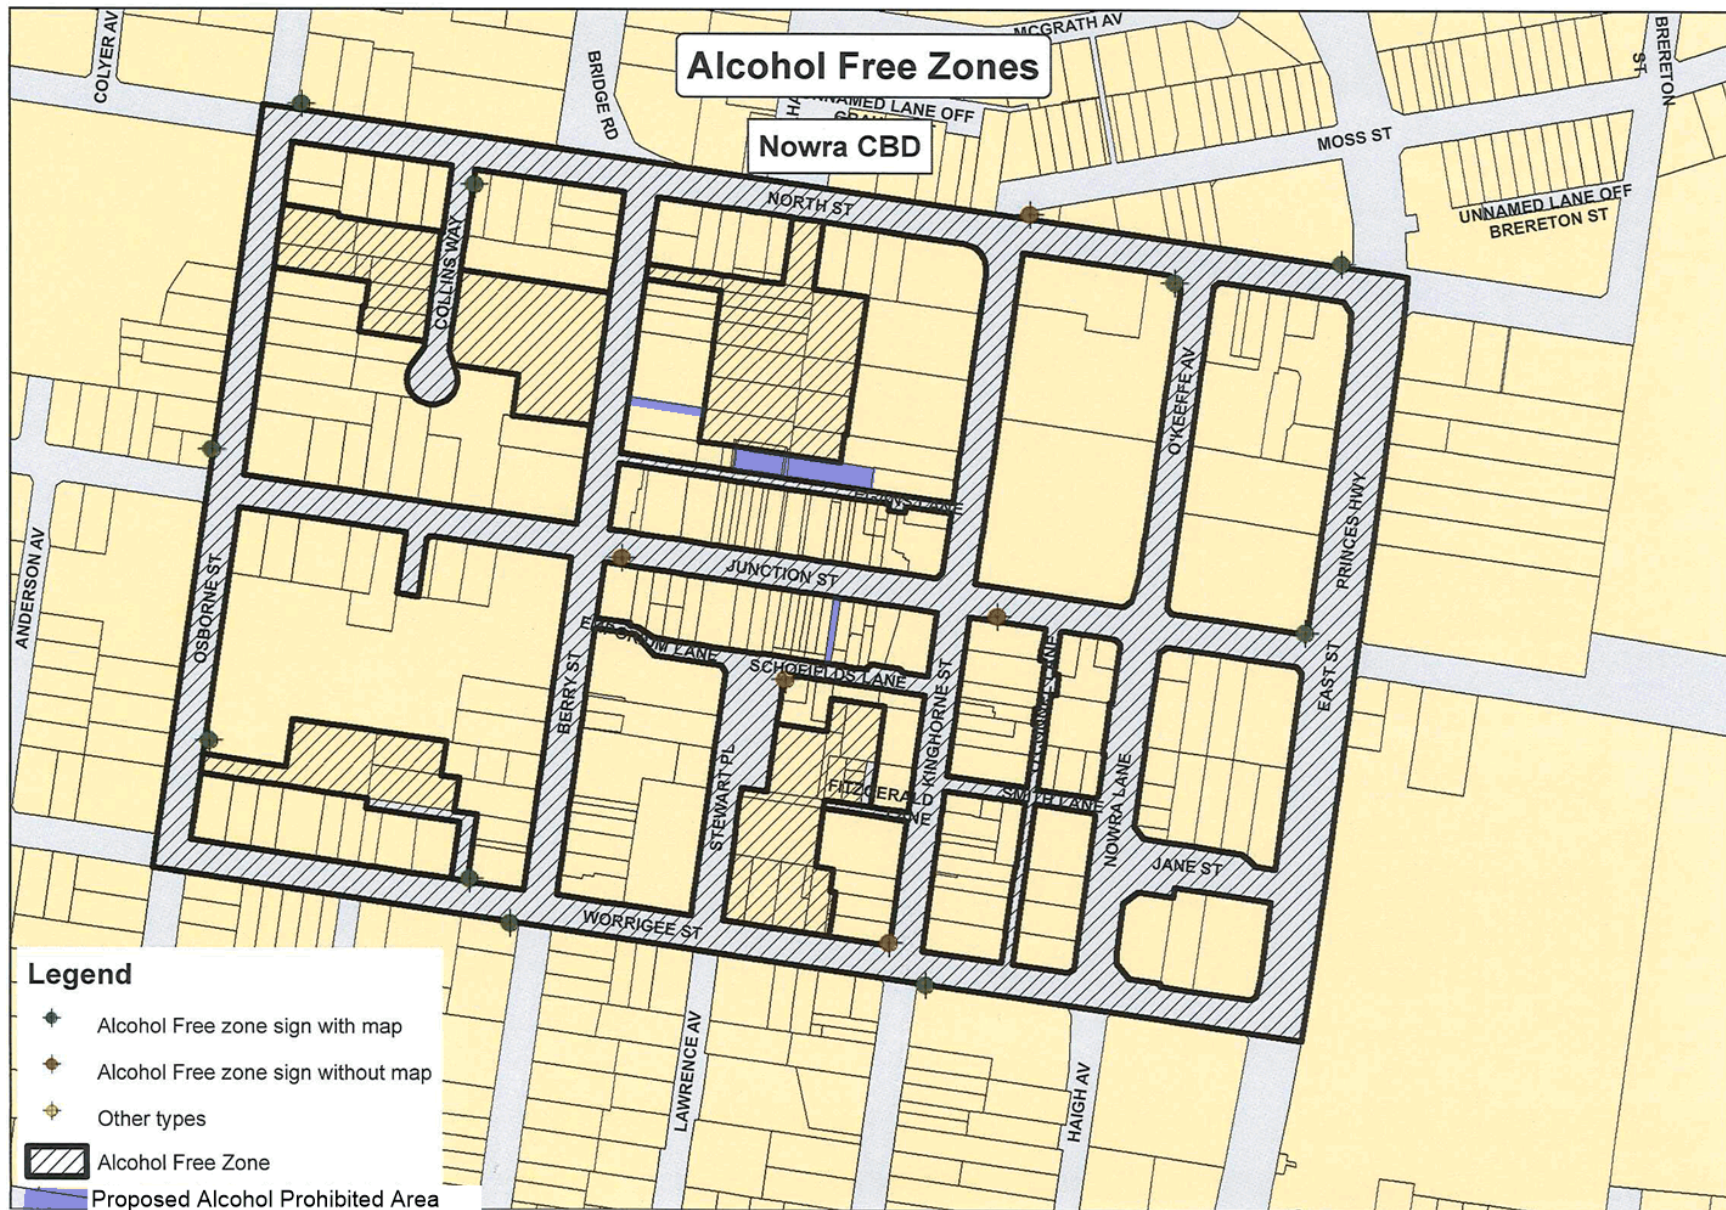 COLYER AV
BRIDGE RD
MCGRATH AV
BRERETON
ST
Alcohol Free Zones
UNNAMED LANE OFF
Nowra CBD
MOSS ST
UNNAMED LANE OFF
BRERETON ST
NORTH ST
COLLINS WAY
O'KEEFFE AV
PRINCES HWY
ANDERSON AV
OSBORNE ST
JUNCTION ST
EMPORIUM LANE
SCHOFIELDS LANE
BERRY ST
STEWART PL
KINGHORNE ST
EAST ST
FITZGERALD
LANE
SMITH LANE
NOWRA LANE
JANE ST
WORRIGEE ST
LAWRENCE AV
HAIGH AV
Legend
Alcohol Free zone sign with map
Alcohol Free zone sign without map
Other types
Alcohol Free Zone
Proposed Alcohol Prohibited Area